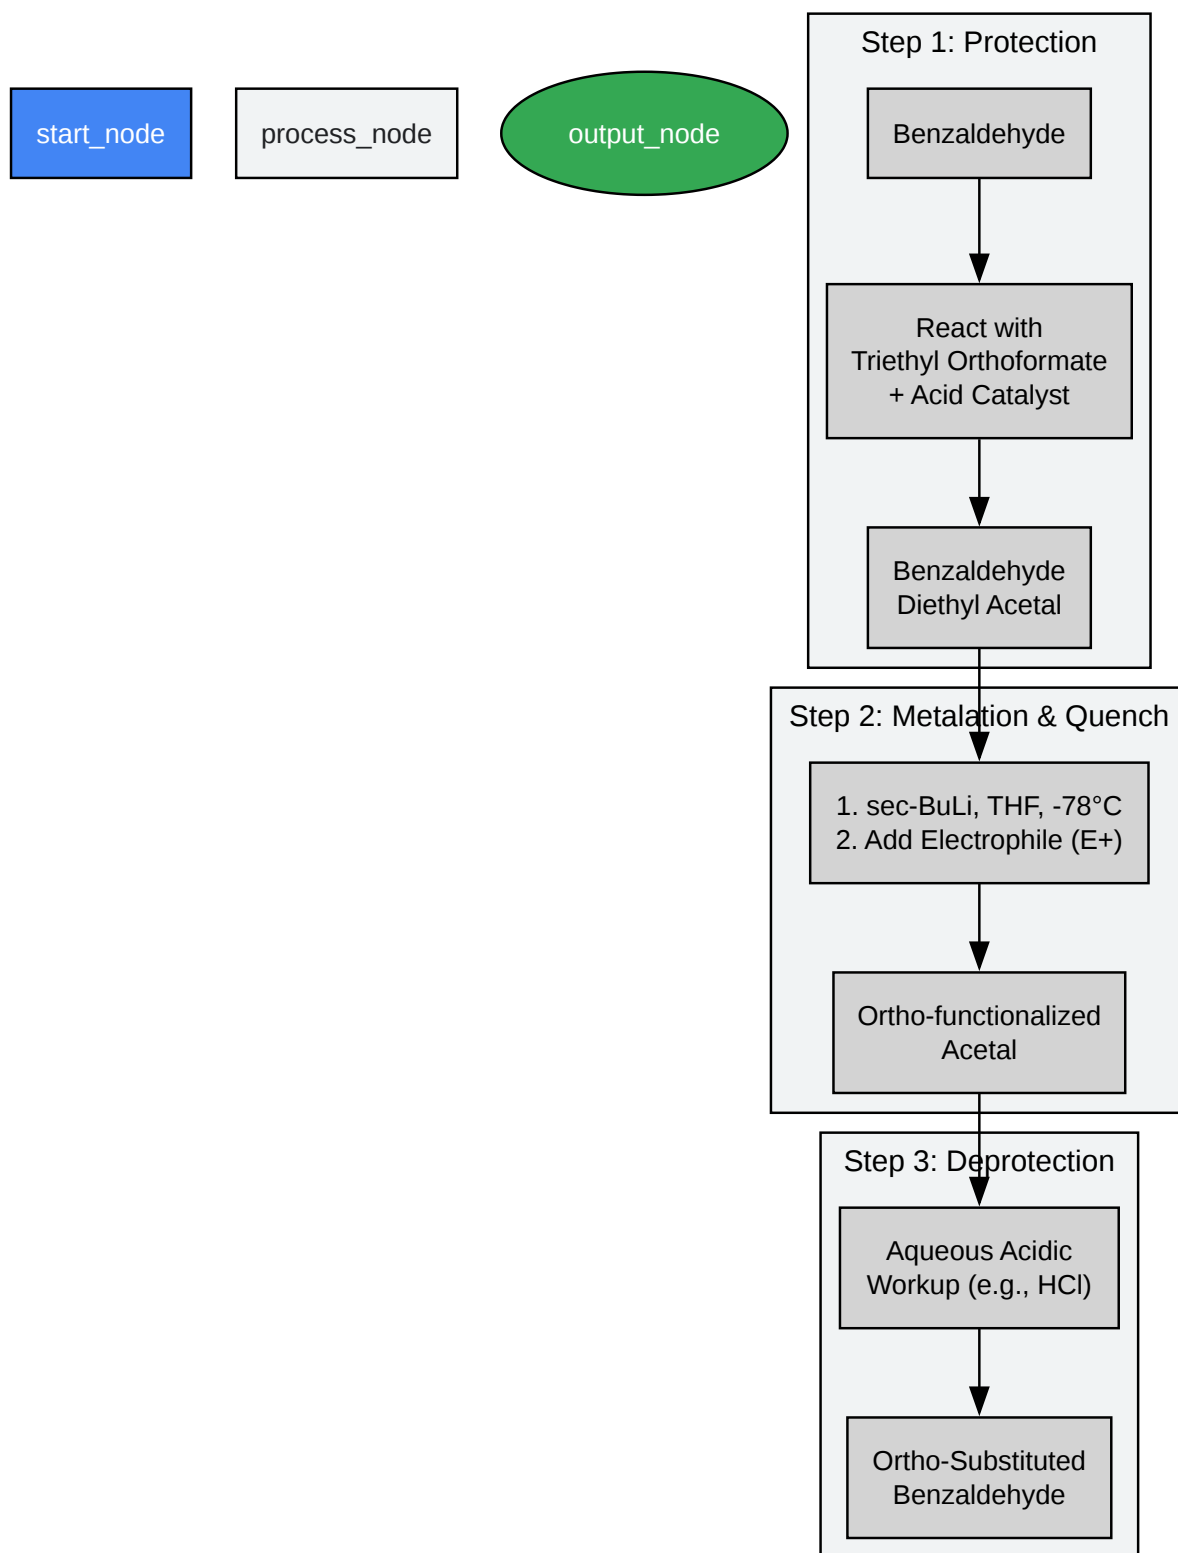 start_node
process_node
output_node
Step 1: Protection
Benzaldehyde
React with
Triethyl Orthoformate
+ Acid Catalyst
Benzaldehyde
Diethyl Acetal
Step 2: Metalation & Quench
1. sec-BuLi, THF, -78°C
2. Add Electrophile (E+)
Ortho-functionalized
Acetal
Step 3: Deprotection
Aqueous Acidic
Workup (e.g., HCl)
Ortho-Substituted
Benzaldehyde